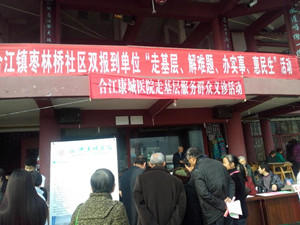 合江镇枣林桥社区双报到单位“走基层、解难题、办实事、惠民生”活动
合江康城医院走基层服务群众义诊活动